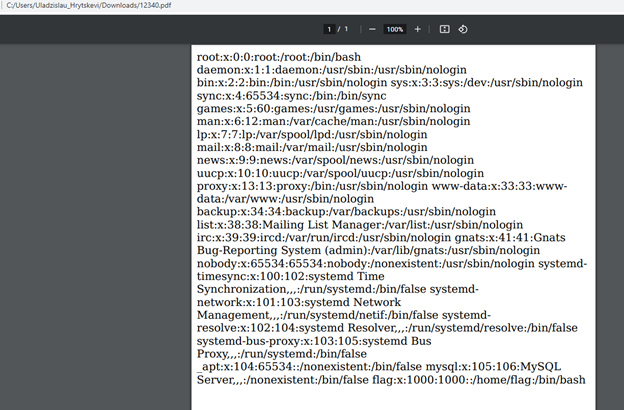 C:/Users/Uladzislau_Hrytskevi/Downloads/12340.pdf
1 / 1 — 100% +
root:x:0:0:root:/root:/bin/bash
daemon:x:1:1:daemon:/usr/sbin:/usr/sbin/nologin
bin:x:2:2:bin:/bin:/usr/sbin/nologin sys:x:3:3:sys:/dev:/usr/sbin/nologin
sync:x:4:65534:sync:/bin:/bin/sync
games:x:5:60:games:/usr/games:/usr/sbin/nologin
man:x:6:12:man:/var/cache/man:/usr/sbin/nologin
lp:x:7:7:lp:/var/spool/lpd:/usr/sbin/nologin
mail:x:8:8:mail:/var/mail:/usr/sbin/nologin
news:x:9:9:news:/var/spool/news:/usr/sbin/nologin
uucp:x:10:10:uucp:/var/spool/uucp:/usr/sbin/nologin
proxy:x:13:13:proxy:/bin:/usr/sbin/nologin www-data:x:33:33:www-
data:/var/www:/usr/sbin/nologin
backup:x:34:34:backup:/var/backups:/usr/sbin/nologin
list:x:38:38:Mailing List Manager:/var/list:/usr/sbin/nologin
irc:x:39:39:ircd:/var/run/ircd:/usr/sbin/nologin gnats:x:41:41:Gnats
Bug-Reporting System (admin):/var/lib/gnats:/usr/sbin/nologin
nobody:x:65534:65534:nobody:/nonexistent:/usr/sbin/nologin systemd-
timesync:x:100:102:systemd Time
Synchronization,,,:/run/systemd:/bin/false systemd-
network:x:101:103:systemd Network
Management,,,:/run/systemd/netif:/bin/false systemd-
resolve:x:102:104:systemd Resolver,,,:/run/systemd/resolve:/bin/false
systemd-bus-proxy:x:103:105:systemd Bus
Proxy,,,:/run/systemd:/bin/false
_apt:x:104:65534::/nonexistent:/bin/false mysql:x:105:106:MySQL
Server,,,:/nonexistent:/bin/false flag:x:1000:1000::/home/flag:/bin/bash